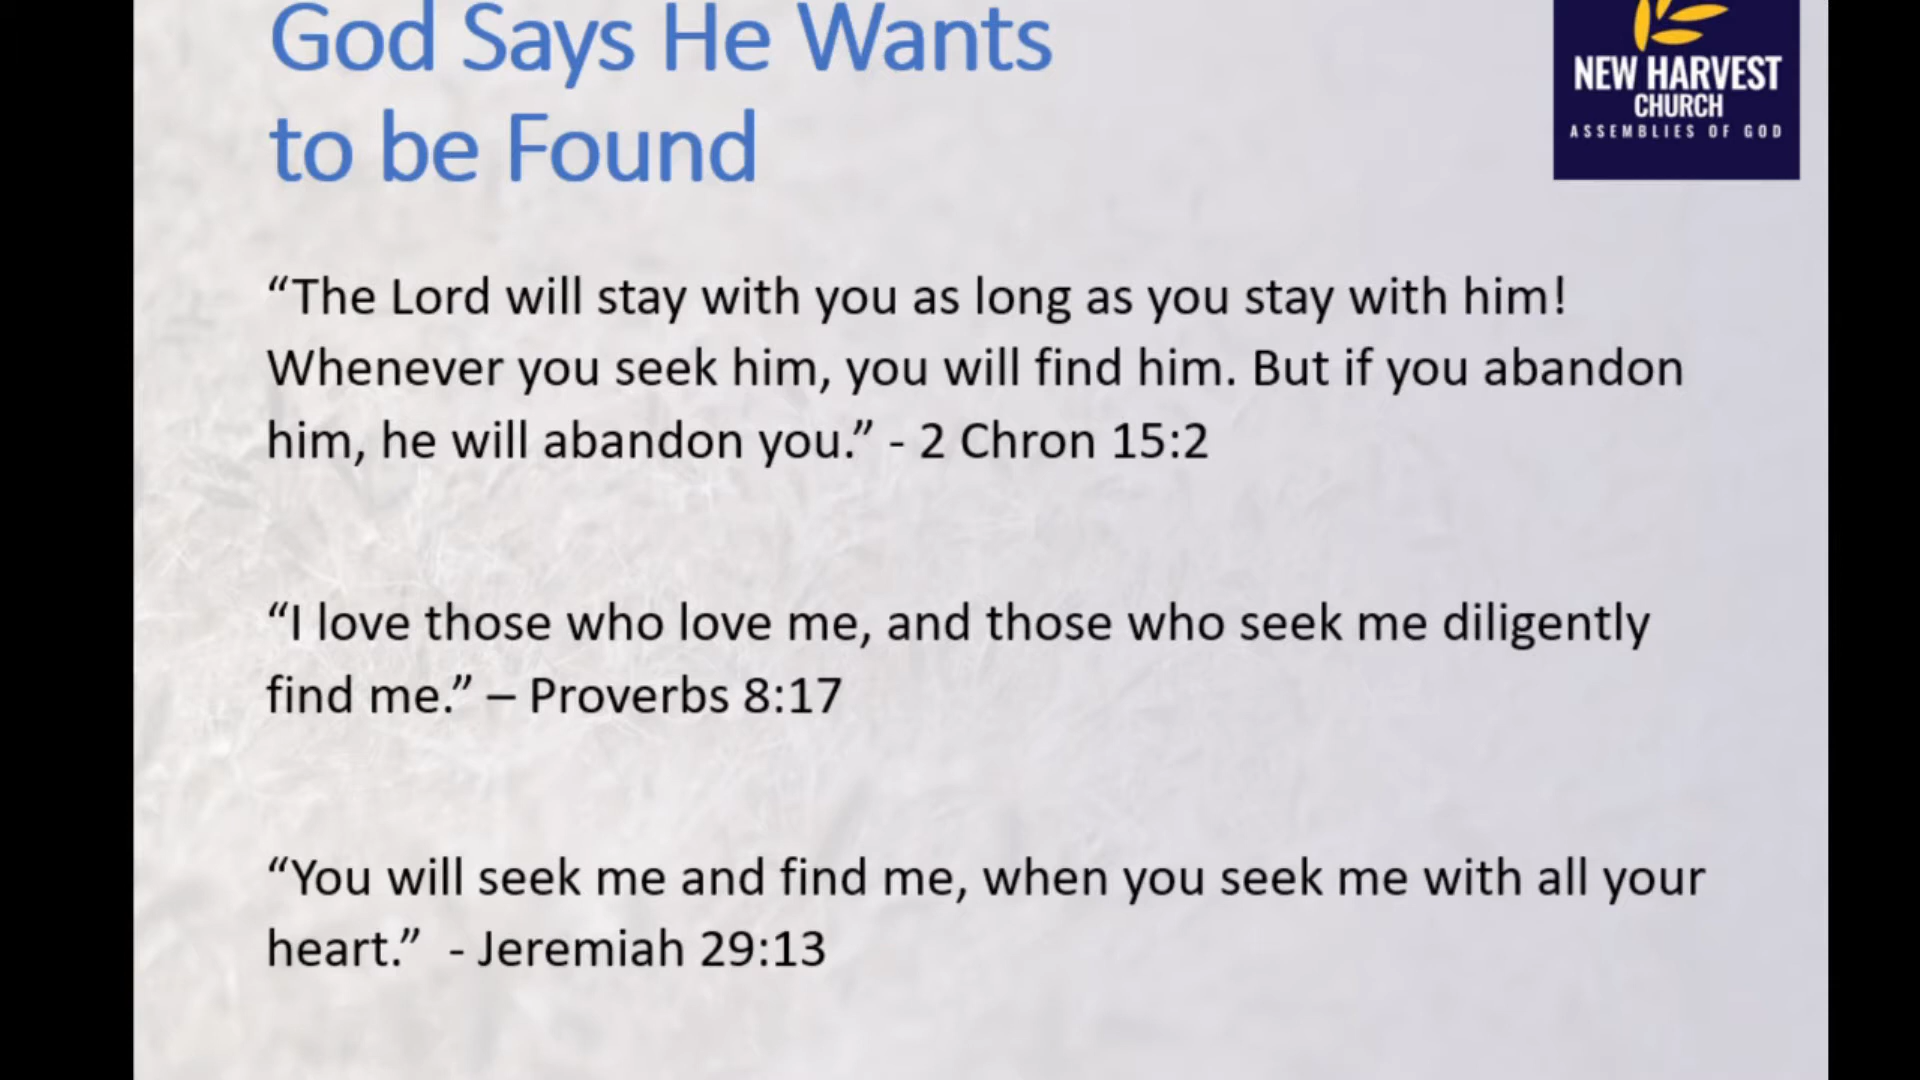 God Says He Wants
to be Found
NEW HARVEST
CHURCH
ASSEMBLIES OF GOD
“The Lord will stay with you as long as you stay with him!
Whenever you seek him, you will find him. But if you abandon
him, he will abandon you.” - 2 Chron 15:2
“I love those who love me, and those who seek me diligently
find me.” – Proverbs 8:17
“You will seek me and find me, when you seek me with all your
heart.”  - Jeremiah 29:13